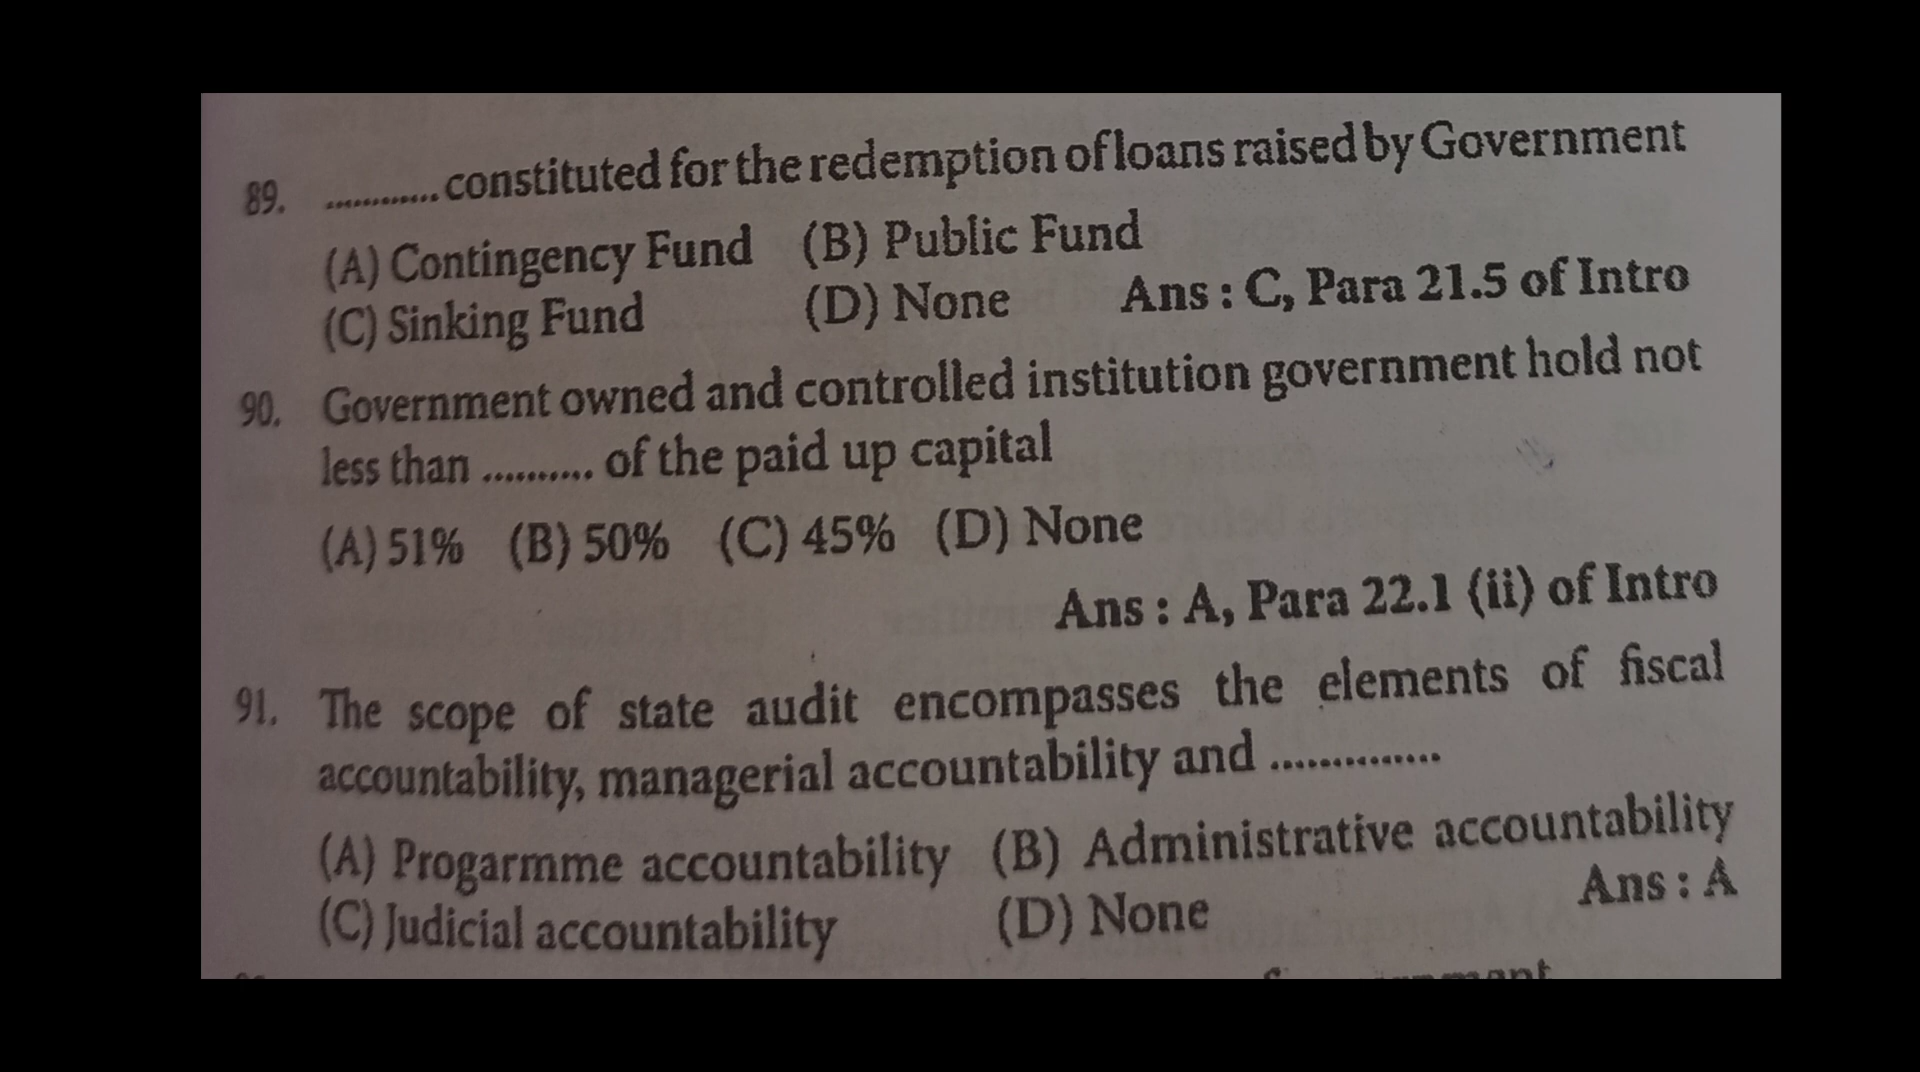 89. ............constituted for the redemption of loans raised by Government
(A) Contingency Fund (B) Public Fund
(C) Sinking Fund (D) None Ans : C, Para 21.5 of Intro
90. Government owned and controlled institution government hold not
less than .......... of the paid up capital
(A) 51% (B) 50% (C) 45% (D) None
Ans : A, Para 22.1 (ii) of Intro
91. The scope of state audit encompasses the elements of fiscal
accountability, managerial accountability and ..............
(A) Progarmme accountability (B) Administrative accountability
(C) Judicial accountability (D) None Ans : A